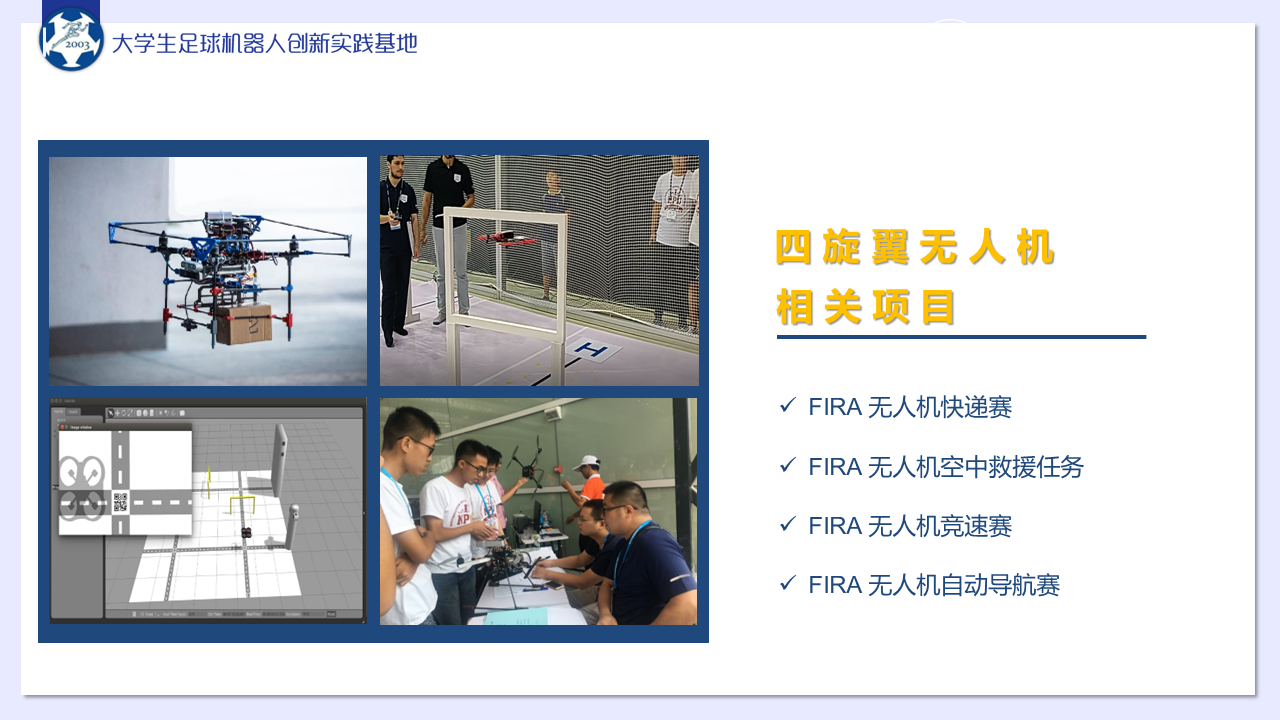 2003
大学生足球机器人创新实践基地
四旋翼无人机
相关项目
2
H
Image window
✓ FIRA 无人机快递赛
✓ FIRA 无人机空中救援任务
✓ FIRA 无人机竞速赛
✓ FIRA 无人机自动导航赛